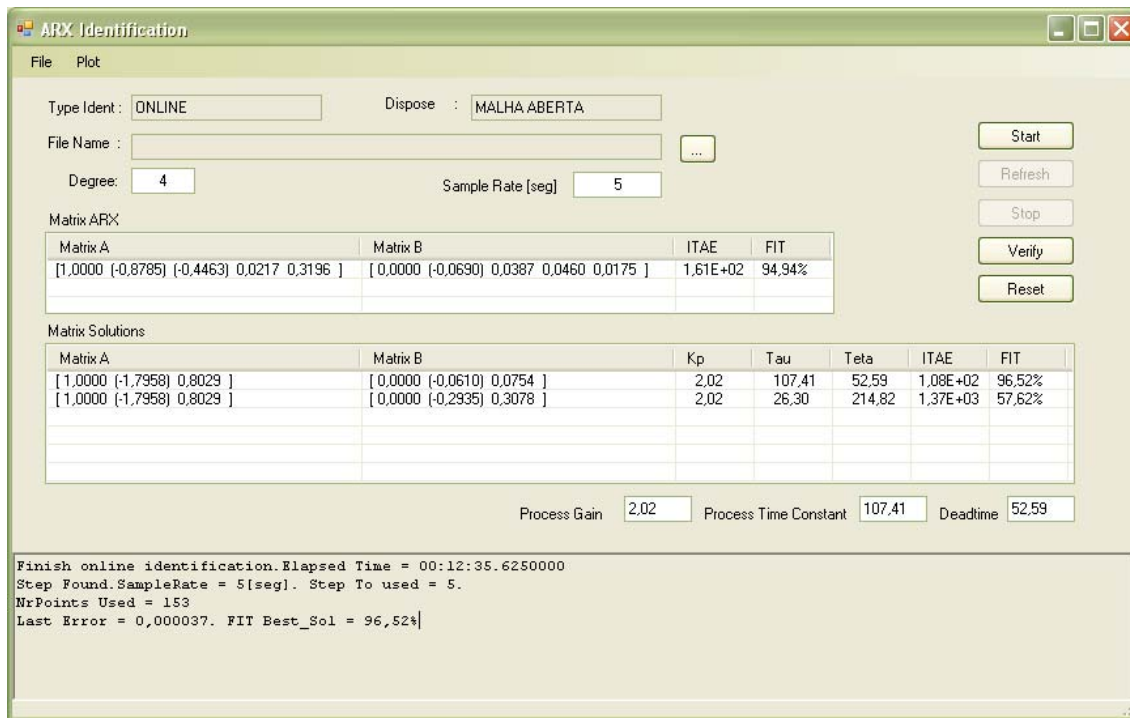 ARX Identification
File Plot
Type Ident : ONLINE Dispose : MALHA ABERTA
File Name : ... Start
Degree: 4 Sample Rate [seg] 5 Refresh
Stop
Matrix ARX
Matrix A Matrix B ITAE FIT Verify
[1,0000 (-0,8785) (-0,4463) 0,0217 0,3196 ] [ 0,0000 (-0,0690) 0,0387 0,0460 0,0175 ] 1,61E+02 94,94%
Reset
Matrix Solutions
Matrix A Matrix B Kp Tau Teta ITAE FIT
[ 1,0000 (-1,7958) 0,8029 ] [ 0,0000 (-0,0610) 0,0754 ] 2,02 107,41 52,59 1,08E+02 96,52%
[ 1,0000 (-1,7958) 0,8029 ] [ 0,0000 (-0,2935) 0,3078 ] 2,02 26,30 214,82 1,37E+03 57,62%
Process Gain 2,02 Process Time Constant 107,41 Deadtime 52,59
Finish online identification.Elapsed Time = 00:12:35.6250000
Step Found.SampleRate = 5[seg]. Step To used = 5.
NrPoints Used = 153
Last Error = 0,000037. FIT Best_Sol = 96,52%